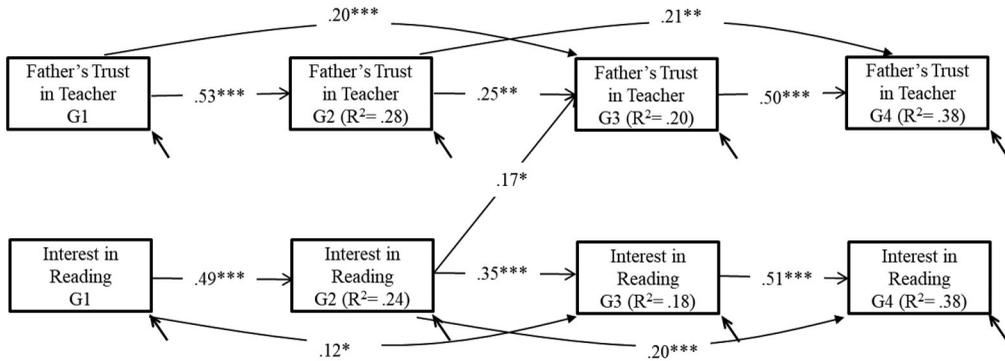 .20***
.21**
Father's Trust
in Teacher
G1
.53***
Father's Trust
in Teacher
G2 (R²= .28)
.25**
Father's Trust
in Teacher
G3 (R²= .20)
.50***
Father's Trust
in Teacher
G4 (R²= .38)
.17*
Interest in
Reading
G1
.49***
Interest in
Reading
G2 (R²= .24)
.35***
Interest in
Reading
G3 (R²= .18)
.51***
Interest in
Reading
G4 (R²= .38)
.12*
.20***